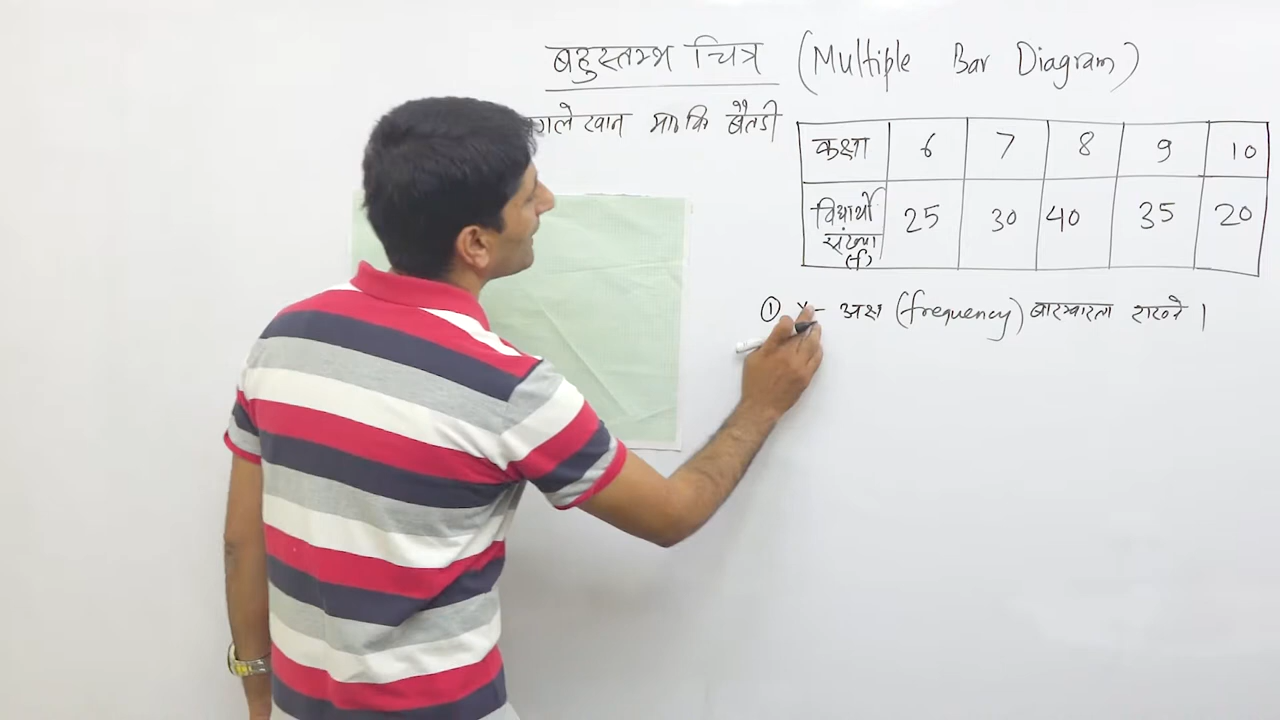 बहुस्तम्भ चित्र (Multiple Bar Diagram)
मा०वि बैतडी
कक्षा 6 7 8 9 10
विद्यार्थी संख्या (f) 25 30 40 35 20
① - अक्ष (frequency) बारम्बारता राख्ने ।